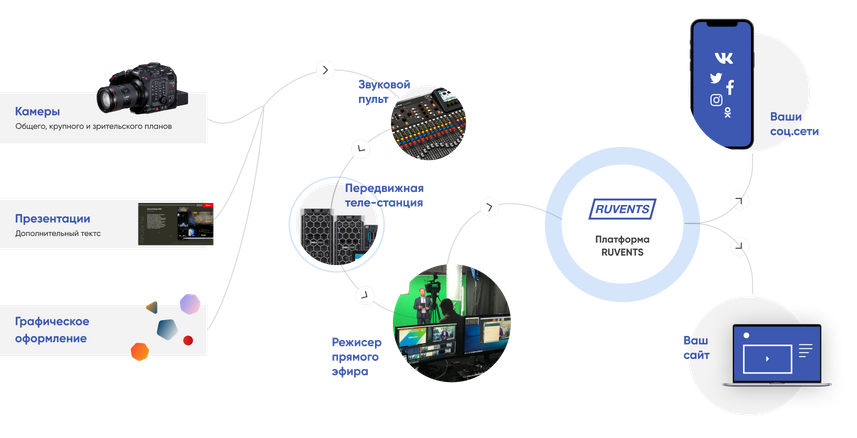 Камеры
Общего, крупного и зрительского планов
Презентации
Дополнительный тектс
Графическое
оформление
Звуковой
пульт
Передвижная
теле-станция
Режисер
прямого
эфира
RUVENTS
Платформа
RUVENTS
Ваши
соц.сети
Ваш
сайт